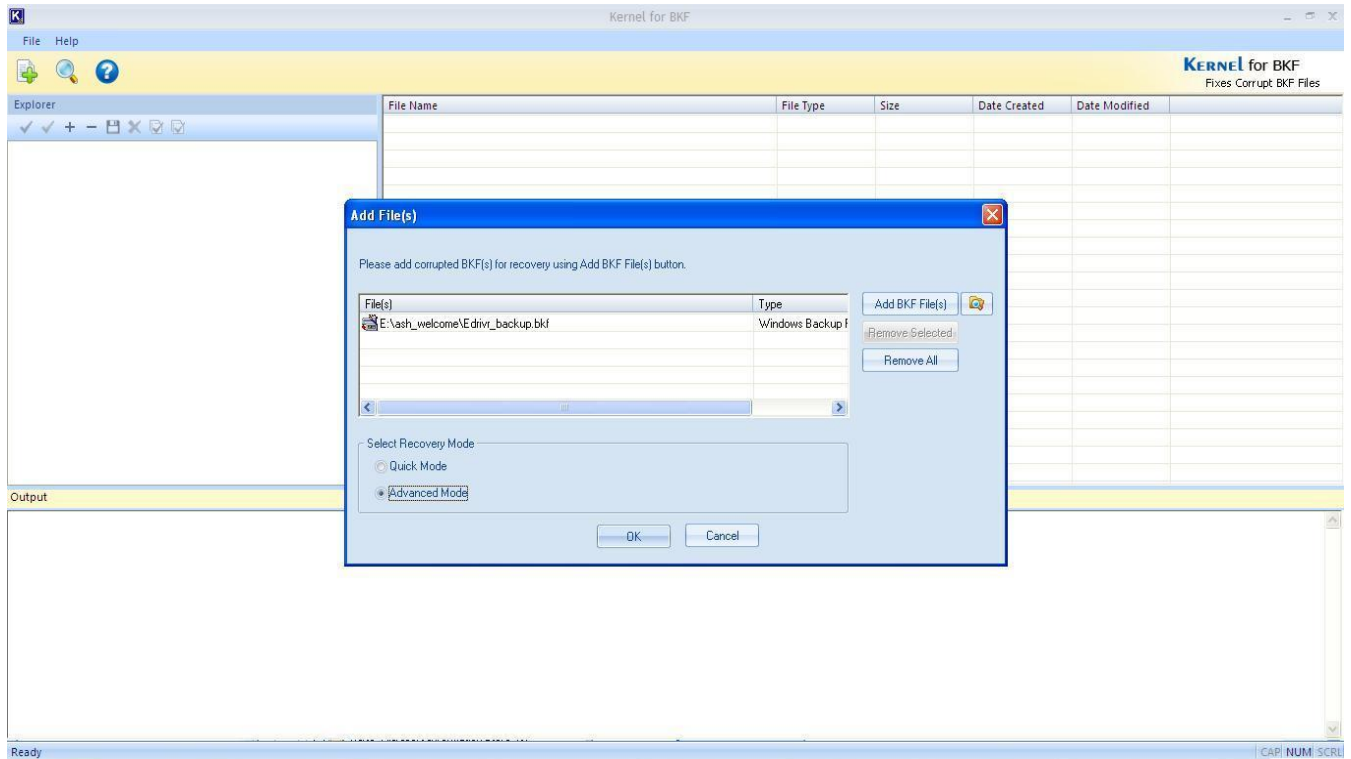 Kernel for BKF
File Help
KERNEL for BKF
Fixes Corrupt BKF Files
Explorer
File Name File Type Size Date Created Date Modified
Add File(s)
Please add corrupted BKF(s) for recovery using Add BKF File(s) button.
File(s) Type
E:\ash_welcome\Edrivr_backup.bkf Windows Backup F
Add BKF File(s)
Remove Selected
Remove All
Select Recovery Mode
Quick Mode
Advanced Mode
OK Cancel
Output
Ready CAP NUM SCRL